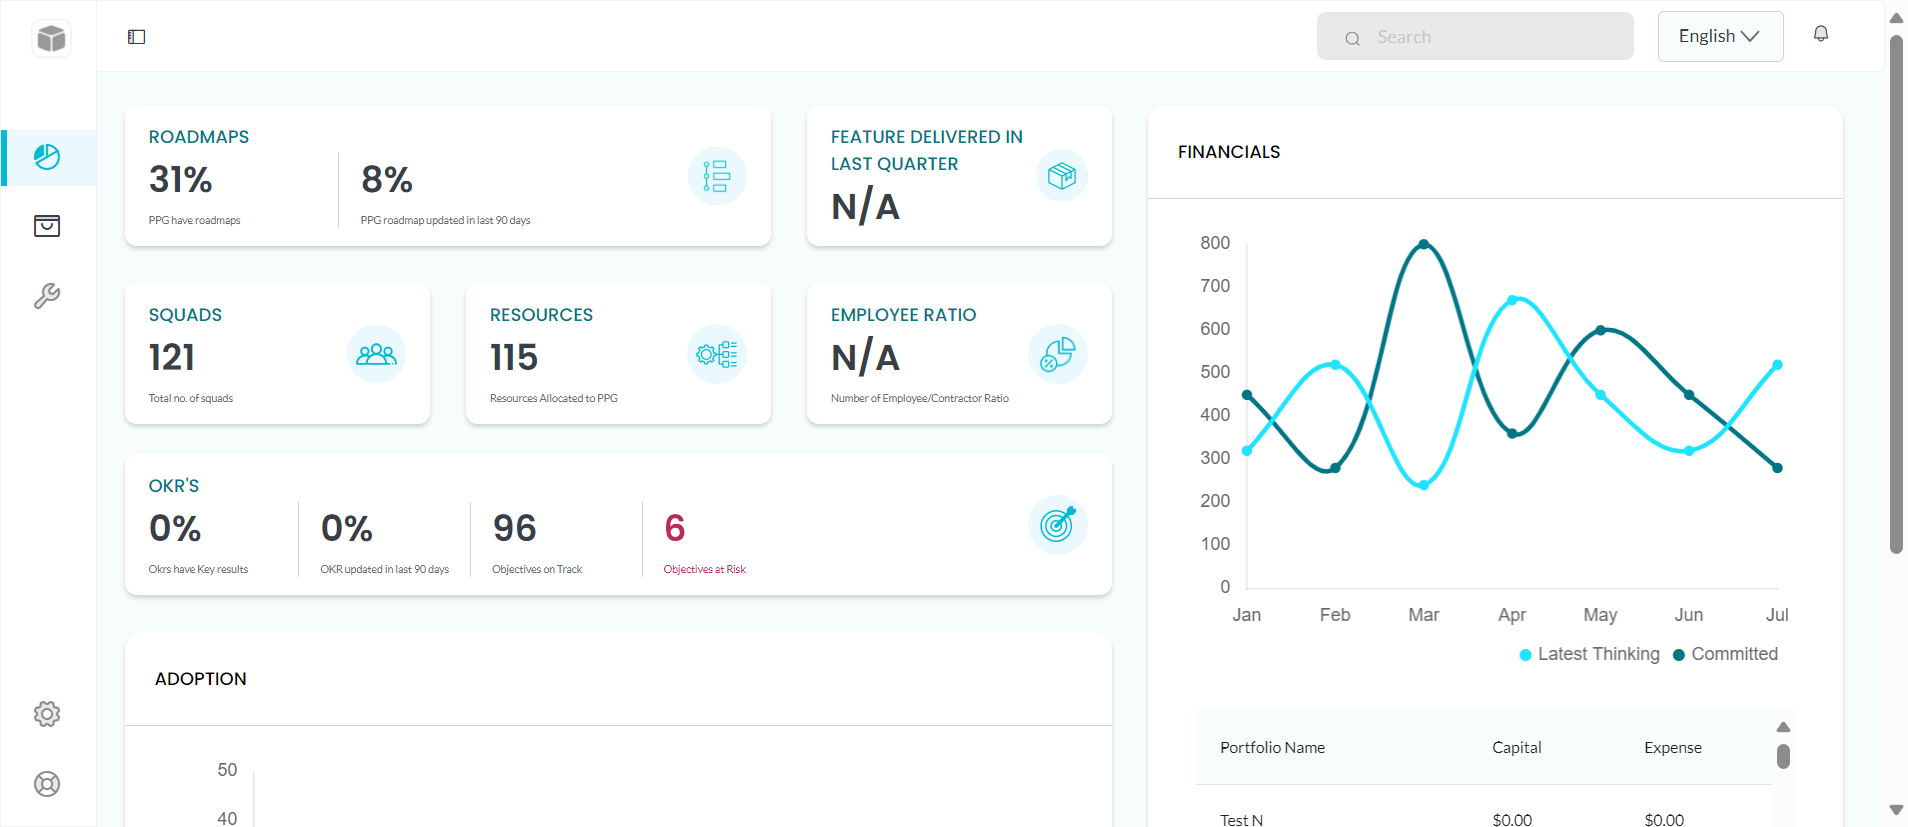 Search
English
ROADMAPS
31%
PPG have roadmaps
8%
PPG roadmap updated in last 90 days
FEATURE DELIVERED IN
LAST QUARTER
N/A
SQUADS
121
Total no. of squads
RESOURCES
115
Resources Allocated to PPG
EMPLOYEE RATIO
N/A
Number of Employee/Contractor Ratio
OKR'S
0%
Okrs have Key results
0%
OKR updated in last 90 days
96
Objectives on Track
6
Objectives at Risk
ADOPTION
50
40
FINANCIALS
800
700
600
500
400
300
200
100
0
Jan Feb Mar Apr May Jun Jul
Latest Thinking Committed
Portfolio Name Capital Expense
Test N $0.00 $0.00